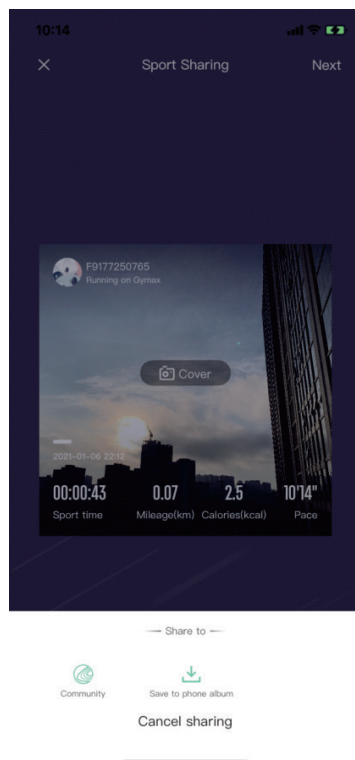 10:14
Sport Sharing
Next
F9177250765
Running on Gymax
Cover
2021-01-06 22:12
00:00:43 0.07 2.5 10'14"
Sport time Mileage(km) Calories(kcal) Pace
Share to
Community Save to phone album
Cancel sharing